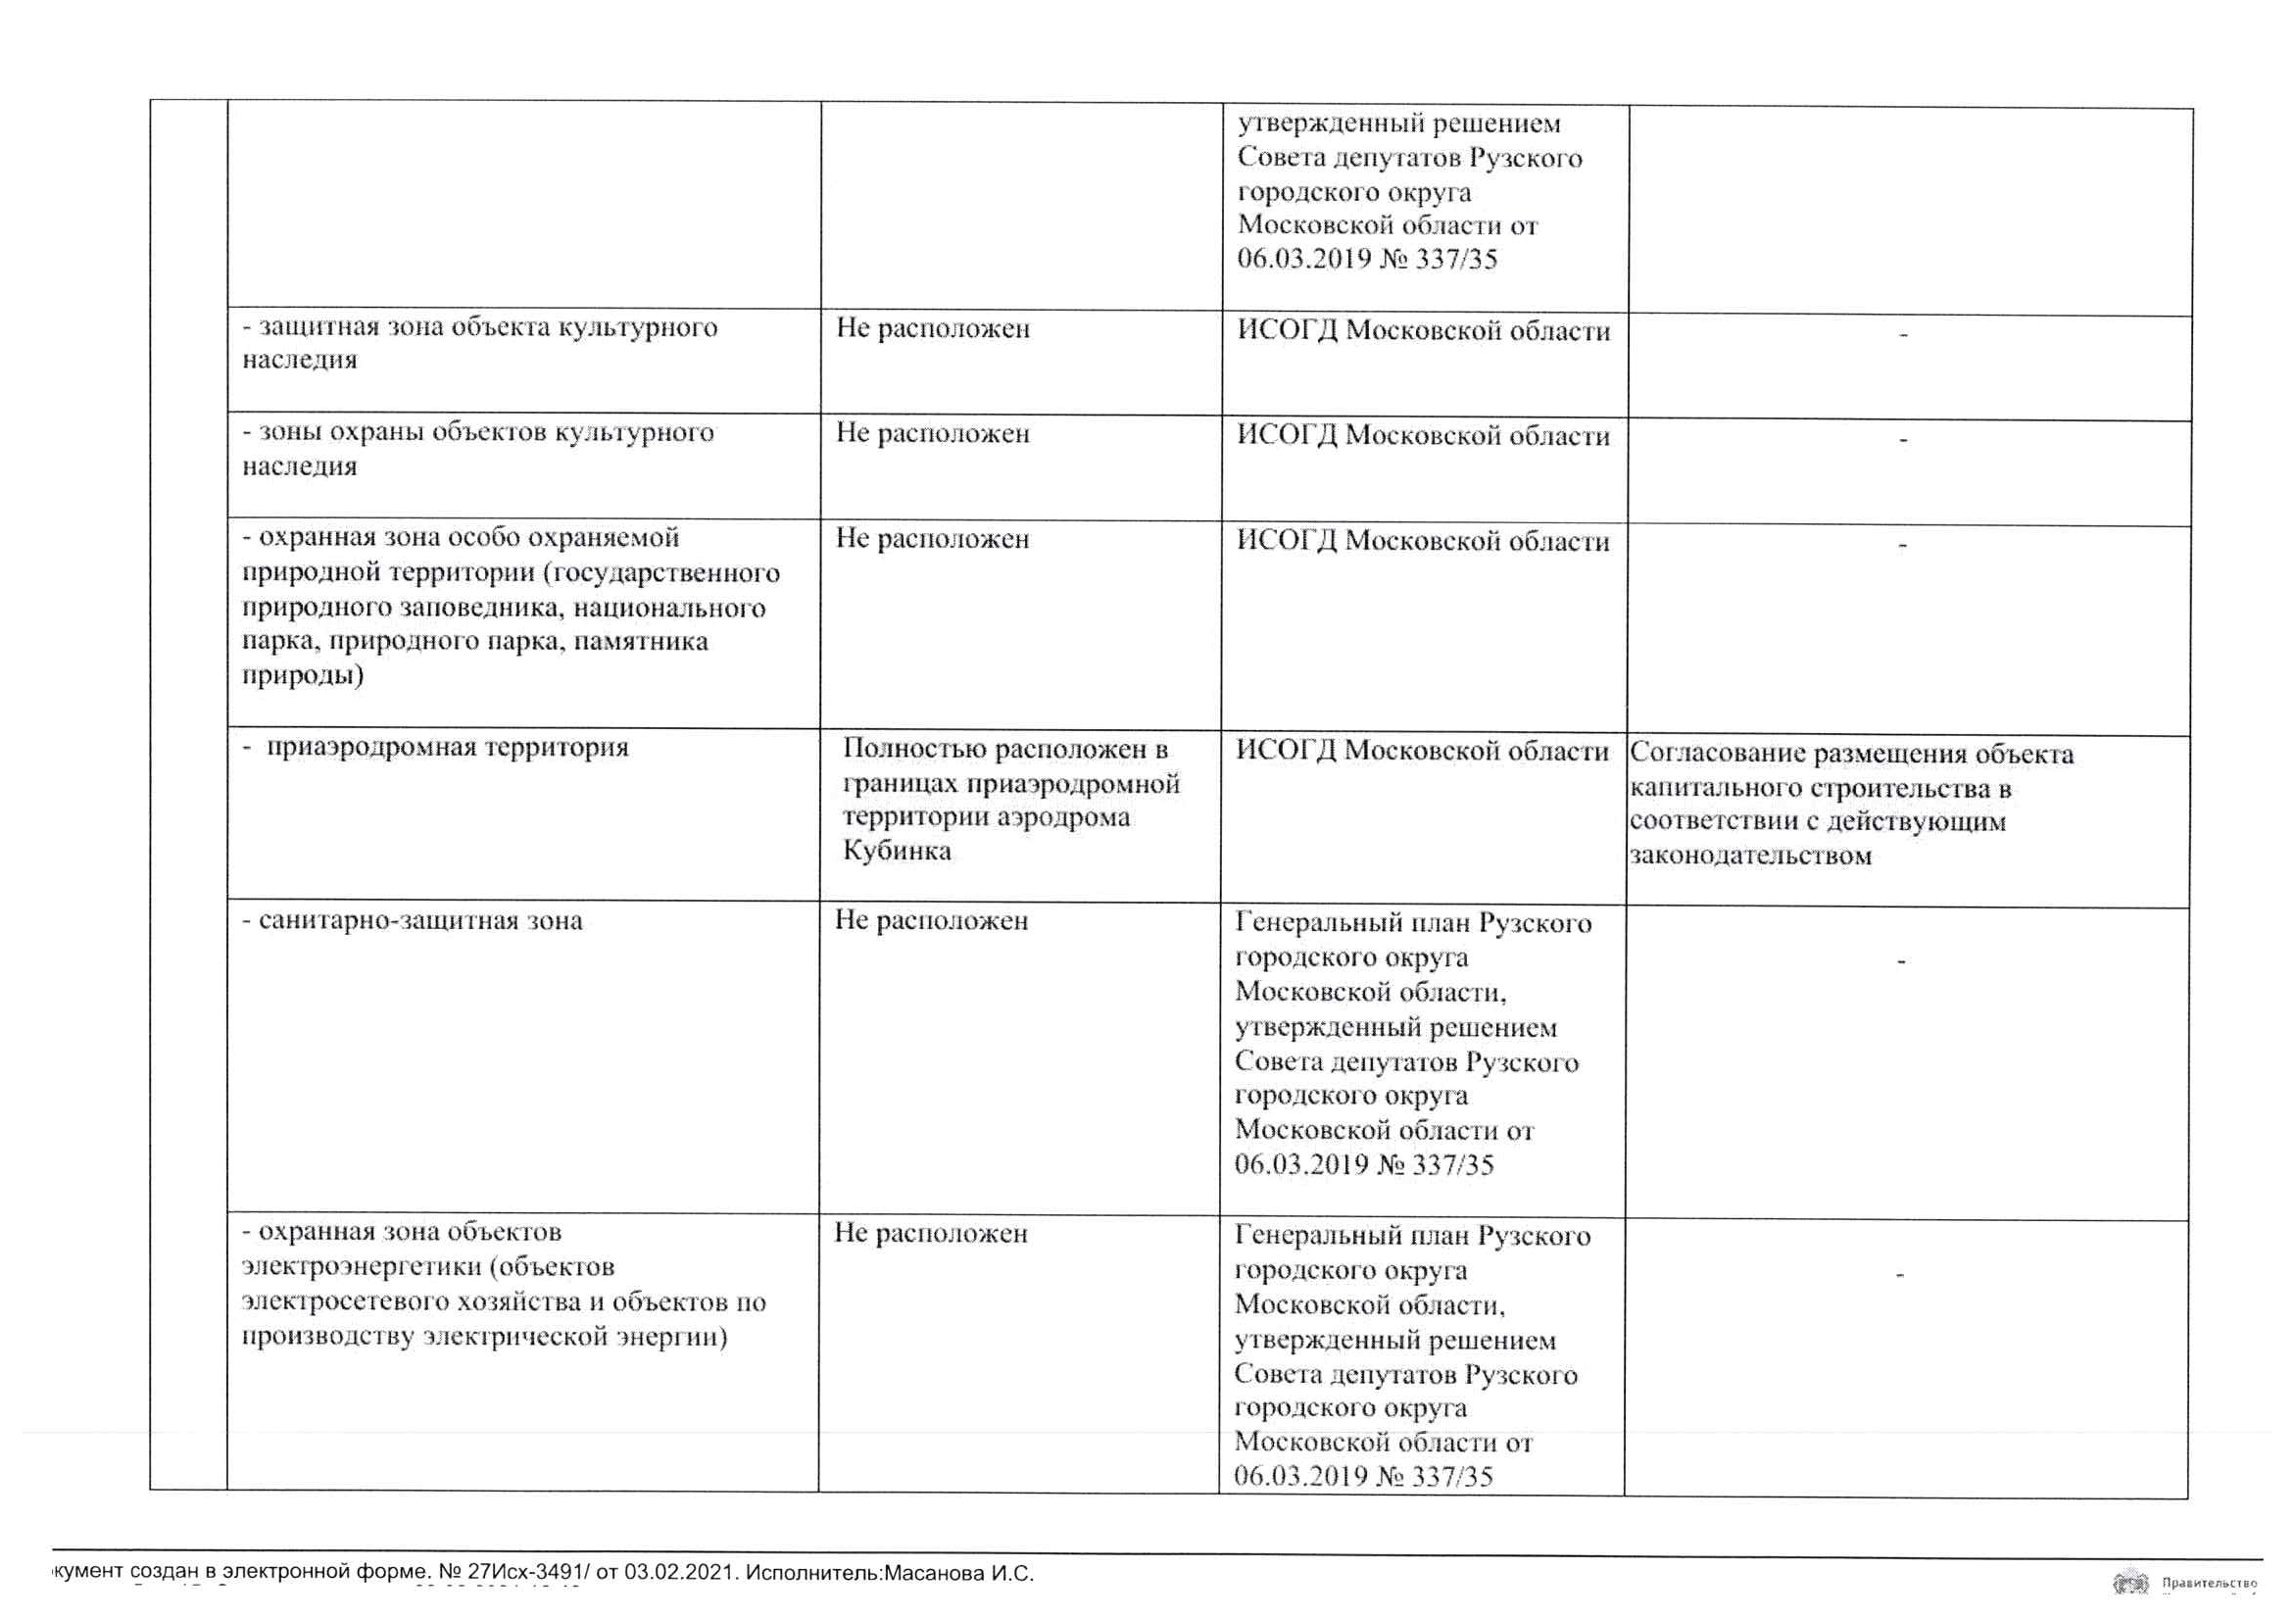 утвержденный решением
Совета депутатов Рузского
городского округа
Московской области от
06.03.2019 № 337/35
- защитная зона объекта культурного
наследия
Не расположен
ИСОГД Московской области
-
- зоны охраны объектов культурного
наследия
Не расположен
ИСОГД Московской области
-
- охранная зона особо охраняемой
природной территории (государственного
природного заповедника, национального
парка, природного парка, памятника
природы)
Не расположен
ИСОГД Московской области
-
- приаэродромная территория
Полностью расположен в
границах приаэродромной
территории аэродрома
Кубинка
ИСОГД Московской области
Согласование размещения объекта
капитального строительства в
соответствии с действующим
законодательством
- санитарно-защитная зона
Не расположен
Генеральный план Рузского
городского округа
Московской области,
утвержденный решением
Совета депутатов Рузского
городского округа
Московской области от
06.03.2019 № 337/35
-
- охранная зона объектов
электроэнергетики (объектов
электросетевого хозяйства и объектов по
производству электрической энергии)
Не расположен
Генеральный план Рузского
городского округа
Московской области,
утвержденный решением
Совета депутатов Рузского
городского округа
Московской области от
06.03.2019 № 337/35
-
кумент создан в электронной форме. № 27Исх-3491/ от 03.02.2021. Исполнитель:Масанова И.С.
Правительство